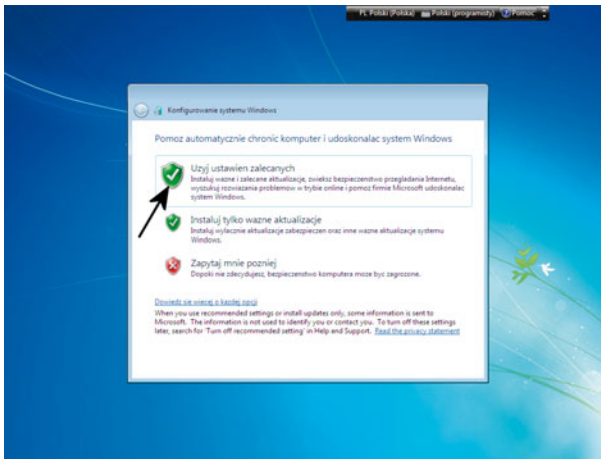 PL Polski (Polska) Polski (programisty) Pomoc
Konfigurowanie systemu Windows
Pomoz automatycznie chronic komputer i udoskonalac system Windows
Uzyj ustawien zalecanych
Instaluj wazne i zalecane aktualizacje, zwieksz bezpieczenstwo przegladania Internetu,
wyszukuj rozwiazania problemow w trybie online i pomoz firmie Microsoft udoskonalac
system Windows.
Instaluj tylko wazne aktualizacje
Instaluj wylacznie aktualizacje zabezpieczen oraz inne wazne aktualizacje systemu
Windows.
Zapytaj mnie pozniej
Dopoki nie zdecydujesz, bezpieczenstwo komputera moze byc zagrozone.
Dowiedz sie wiecej o kazdej opcji
When you use recommended settings or install updates only, some information is sent to
Microsoft. The information is not used to identify you or contact you. To turn off these settings
later, search for 'Turn off recommended setting' in Help and Support. Read the privacy statement